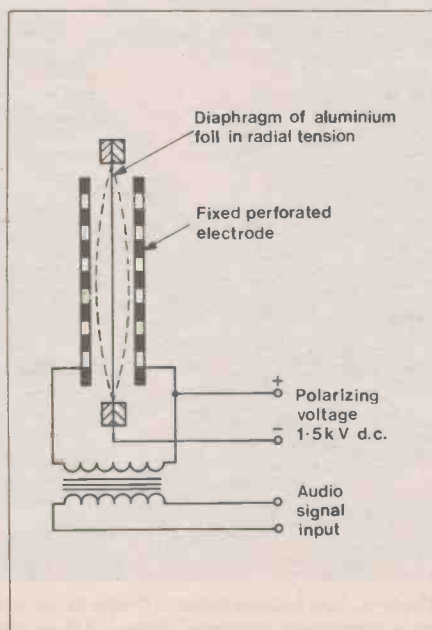 Diaphragm of aluminium
foil in radial tension
Fixed perforated
electrode
+
Polarizing
voltage
–
1·5kV d.c.
Audio
signal
input